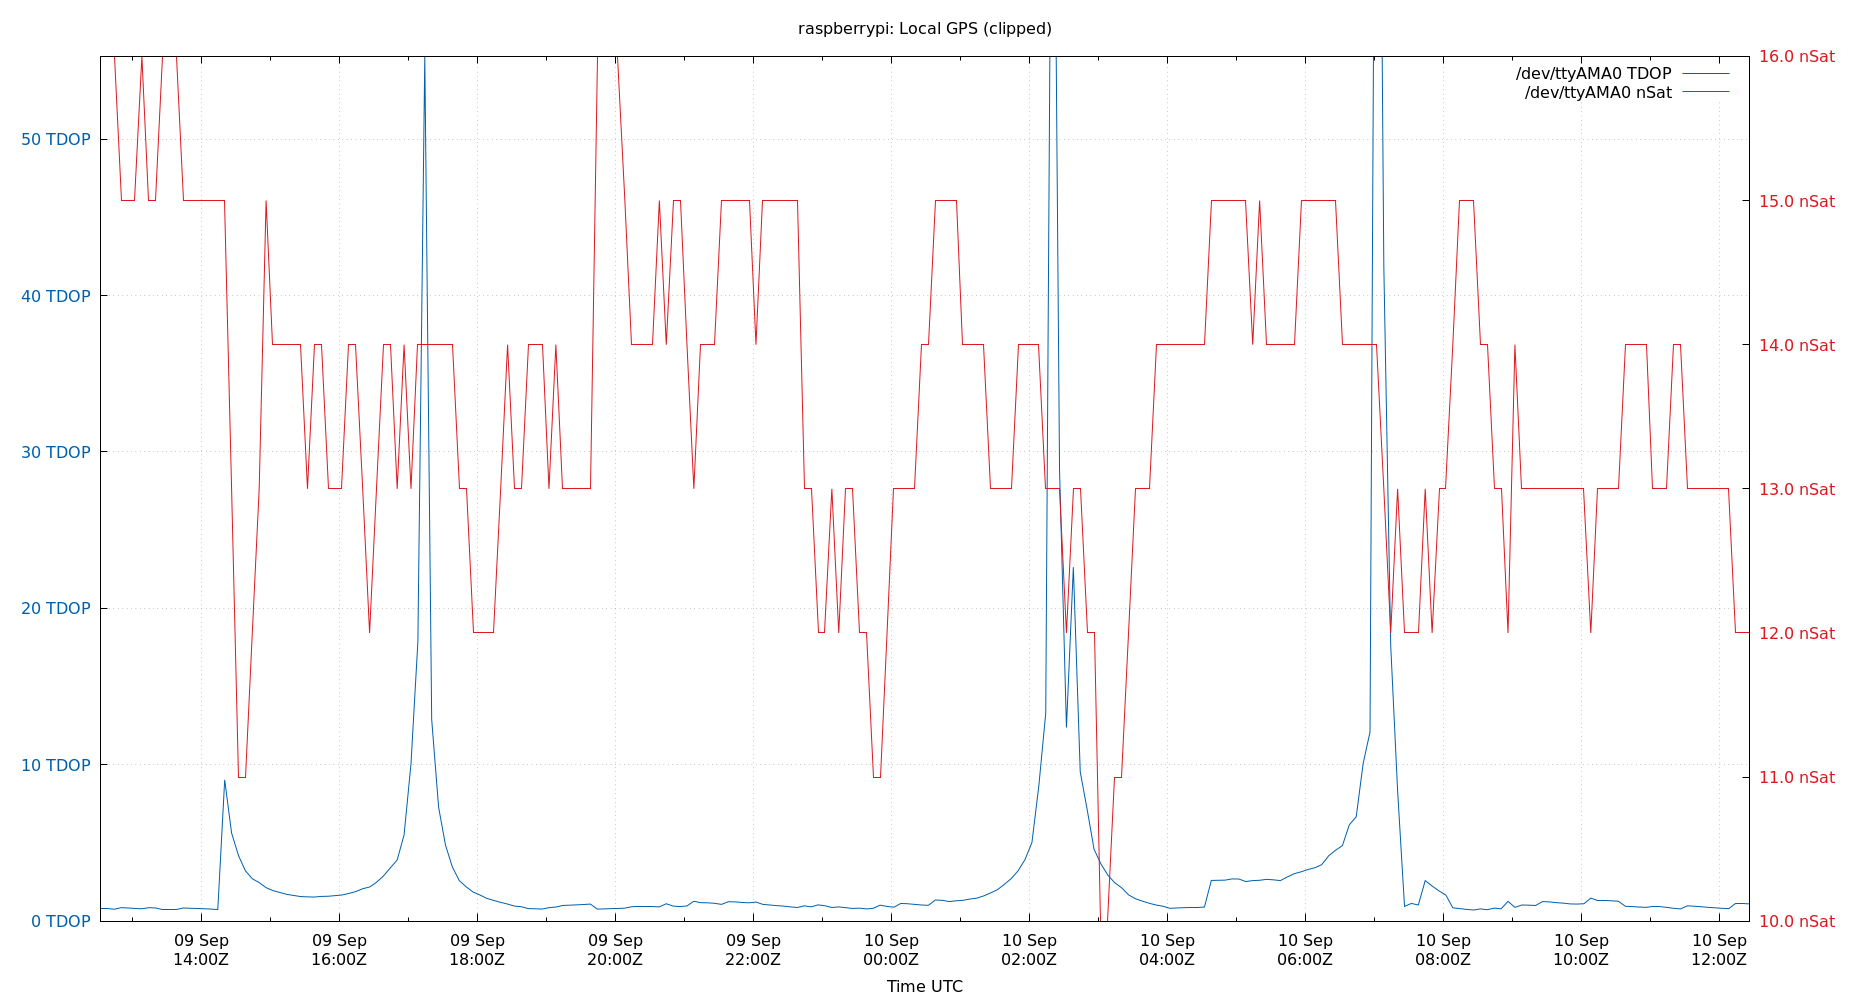 raspberrypi: Local GPS (clipped)
16.0 nSat
/dev/ttyAMA0 TDOP
/dev/ttyAMA0 nSat
50 TDOP
15.0 nSat
40 TDOP
14.0 nSat
30 TDOP
13.0 nSat
20 TDOP
12.0 nSat
10 TDOP
11.0 nSat
0 TDOP
10.0 nSat
09 Sep 09 Sep 09 Sep 09 Sep 09 Sep 10 Sep 10 Sep 10 Sep 10 Sep 10 Sep 10 Sep 10 Sep
14:00Z 16:00Z 18:00Z 20:00Z 22:00Z 00:00Z 02:00Z 04:00Z 06:00Z 08:00Z 10:00Z 12:00Z
Time UTC